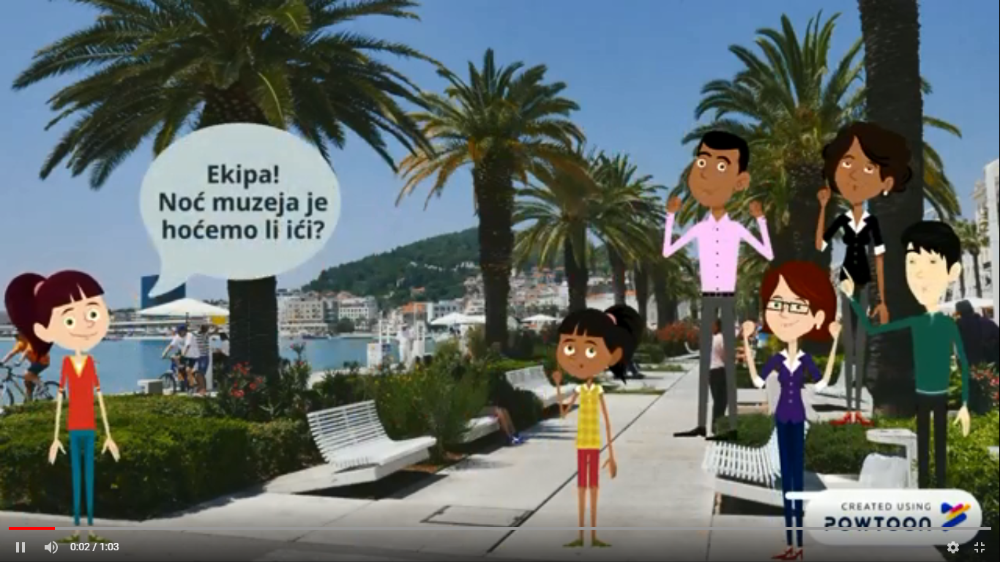 Ekipa!
Noć muzeja je
hoćemo li ići?
CREATED USING
POWTOON
0:02 / 1:03